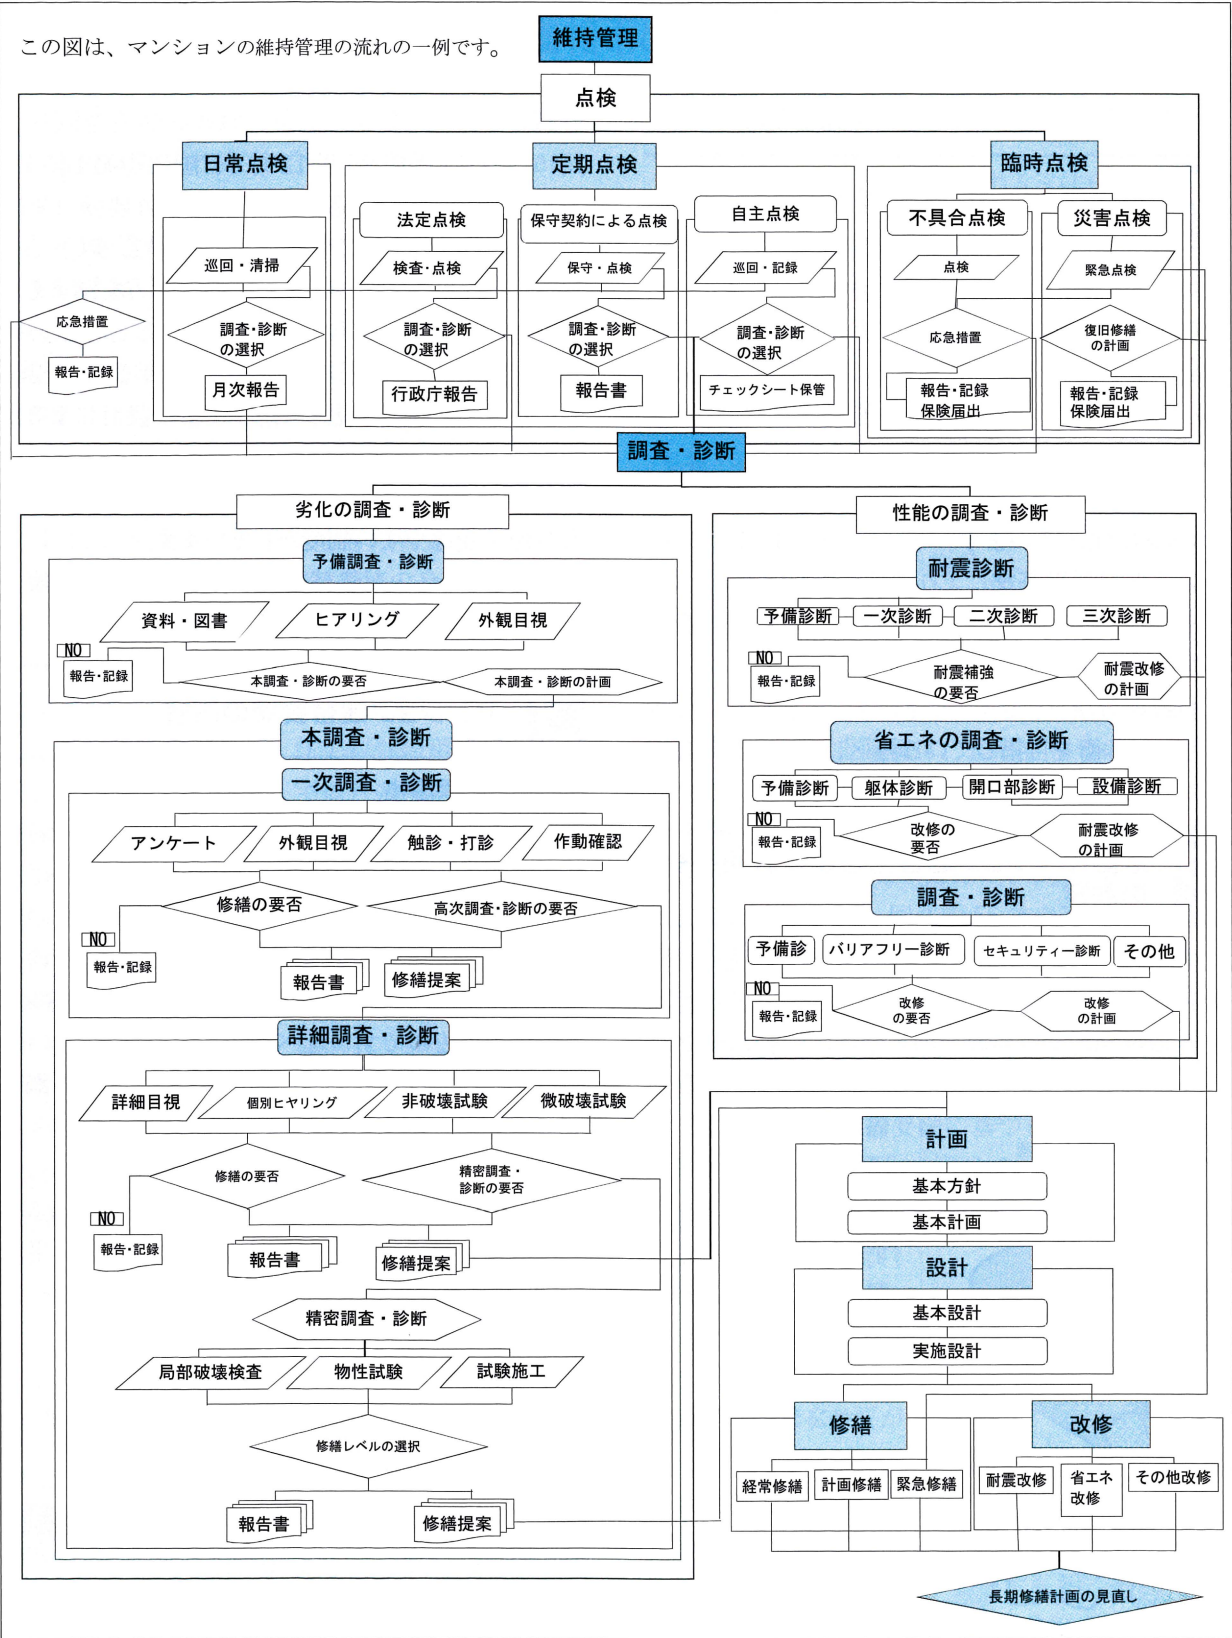 この図は、マンションの維持管理の流れの一例です。
維持管理
点検
日常点検
定期点検
臨時点検
法定点検
保守契約による点検
自主点検
不具合点検
災害点検
巡回・清掃
検査・点検
保守・点検
巡回・記録
点検
緊急点検
応急措置
調査・診断
の選択
調査・診断
の選択
調査・診断
の選択
調査・診断
の選択
応急措置
復旧修繕
の計画
報告・記録
月次報告
行政庁報告
報告書
チェックシート保管
報告・記録
保険届出
報告・記録
保険届出
調査・診断
劣化の調査・診断
予備調査・診断
資料・図書
ヒアリング
外観目視
NO
報告・記録
本調査・診断の要否
本調査・診断の計画
本調査・診断
一次調査・診断
アンケート
外観目視
触診・打診
作動確認
修繕の要否
高次調査・診断の要否
NO
報告・記録
報告書
修繕提案
詳細調査・診断
詳細目視
個別ヒヤリング
非破壊試験
微破壊試験
修繕の要否
精密調査・
診断の要否
NO
報告・記録
報告書
修繕提案
精密調査・診断
局部破壊検査
物性試験
試験施工
修繕レベルの選択
報告書
修繕提案
性能の調査・診断
耐震診断
予備診断
一次診断
二次診断
三次診断
NO
報告・記録
耐震補強
の要否
耐震改修
の計画
省エネの調査・診断
予備診断
躯体診断
開口部診断
設備診断
NO
報告・記録
改修の
要否
耐震改修
の計画
調査・診断
予備診
バリアフリー診断
セキュリティー診断
その他
NO
報告・記録
改修
の要否
改修
の計画
計画
基本方針
基本計画
設計
基本設計
実施設計
修繕
改修
経常修繕
計画修繕
緊急修繕
耐震改修
省エネ
改修
その他改修
長期修繕計画の見直し